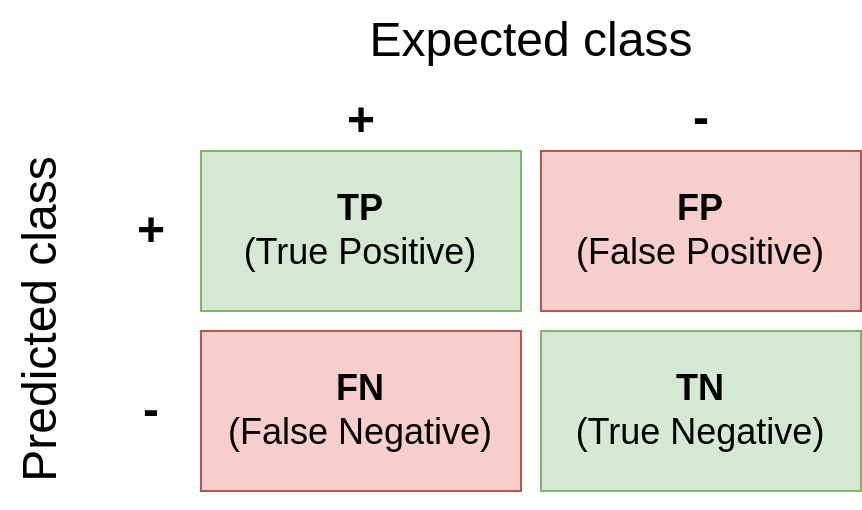 Expected class
+ -
Predicted class
+
TP
(True Positive)
FP
(False Positive)
-
FN
(False Negative)
TN
(True Negative)